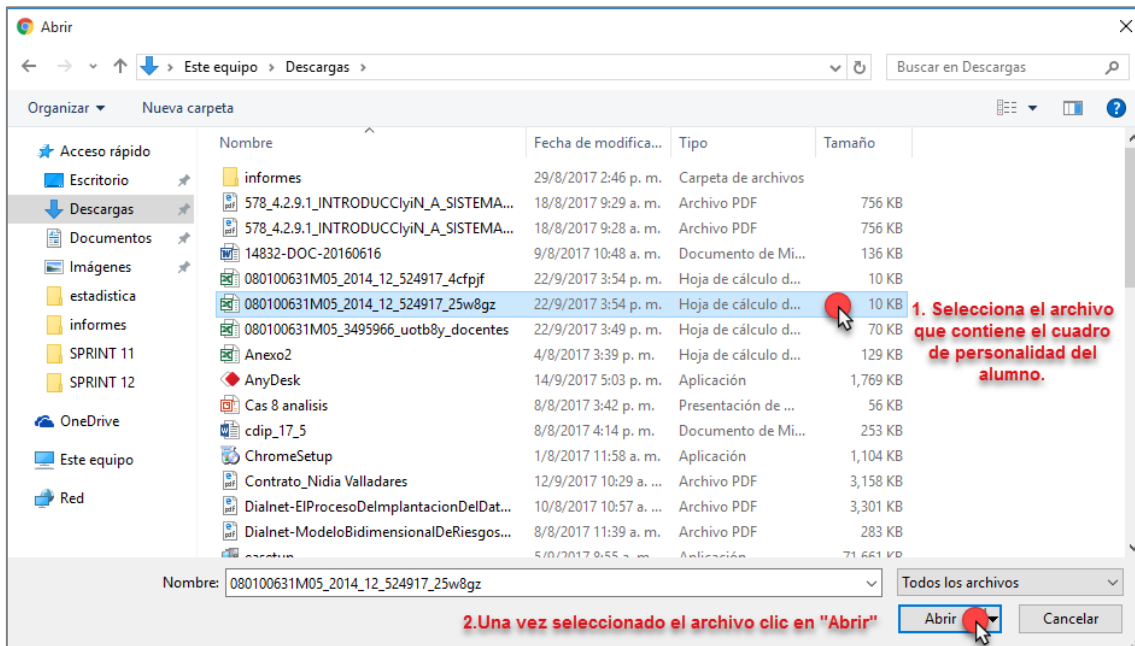 Abrir
Este equipo > Descargas >
Buscar en Descargas
Organizar
Nueva carpeta
Nombre Fecha de modifica... Tipo Tamaño
Acceso rápido
Escritorio
Descargas
Documentos
Imágenes
estadistica
informes
SPRINT 11
SPRINT 12
OneDrive
Este equipo
Red
informes 29/8/2017 2:46 p. m. Carpeta de archivos
578_4.2.9.1_INTRODUCCIyiN_A_SISTEMA... 18/8/2017 9:29 a. m. Archivo PDF 756 KB
578_4.2.9.1_INTRODUCCIyiN_A_SISTEMA... 18/8/2017 9:28 a. m. Archivo PDF 756 KB
14832-DOC-20160616 9/8/2017 10:48 a. m. Documento de Mi... 136 KB
080100631M05_2014_12_524917_4cfpjf 22/9/2017 3:54 p. m. Hoja de cálculo d... 10 KB
080100631M05_2014_12_524917_25w8gz 22/9/2017 3:54 p. m. Hoja de cálculo d... 10 KB
080100631M05_3495966_uotb8y_docentes 22/9/2017 3:49 p. m. Hoja de cálculo d... 70 KB
Anexo2 4/8/2017 3:39 p. m. Hoja de cálculo d... 129 KB
AnyDesk 14/9/2017 5:03 p. m. Aplicación 1,769 KB
Cas 8 analisis 8/8/2017 3:42 p. m. Presentación de ... 56 KB
cdip_17_5 8/8/2017 4:14 p. m. Documento de Mi... 253 KB
ChromeSetup 1/8/2017 11:58 a. m. Aplicación 1,104 KB
Contrato_Nidia Valladares 12/9/2017 10:29 a. ... Archivo PDF 3,158 KB
Dialnet-ElProcesoDeImplantacionDelDat... 10/8/2017 10:57 a. ... Archivo PDF 3,301 KB
Dialnet-ModeloBidimensionalDeRiesgos... 8/8/2017 11:39 a. m. Archivo PDF 283 KB
easetup 5/9/2017 8:55 a. m. Aplicación 71,661 KB
1. Selecciona el archivo
que contiene el cuadro
de personalidad del
alumno.
Nombre: 080100631M05_2014_12_524917_25w8gz
Todos los archivos
2.Una vez seleccionado el archivo clic en "Abrir"
Abrir
Cancelar